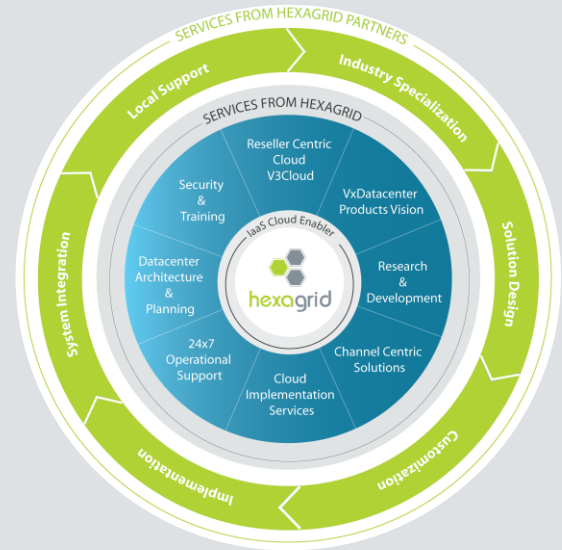 SERVICES FROM HEXAGRID PARTNERS
Local Support
Industry Specialization
Solution Design
Customization
Implementation
System Integration
SERVICES FROM HEXAGRID
Reseller Centric
Cloud
V3Cloud
VxDatacenter
Products Vision
Research
&
Development
Channel Centric
Solutions
Cloud
Implementation
Services
24x7
Operational
Support
Datacenter
Architecture
&
Planning
Security
&
Training
IaaS Cloud Enabler
hexagrid